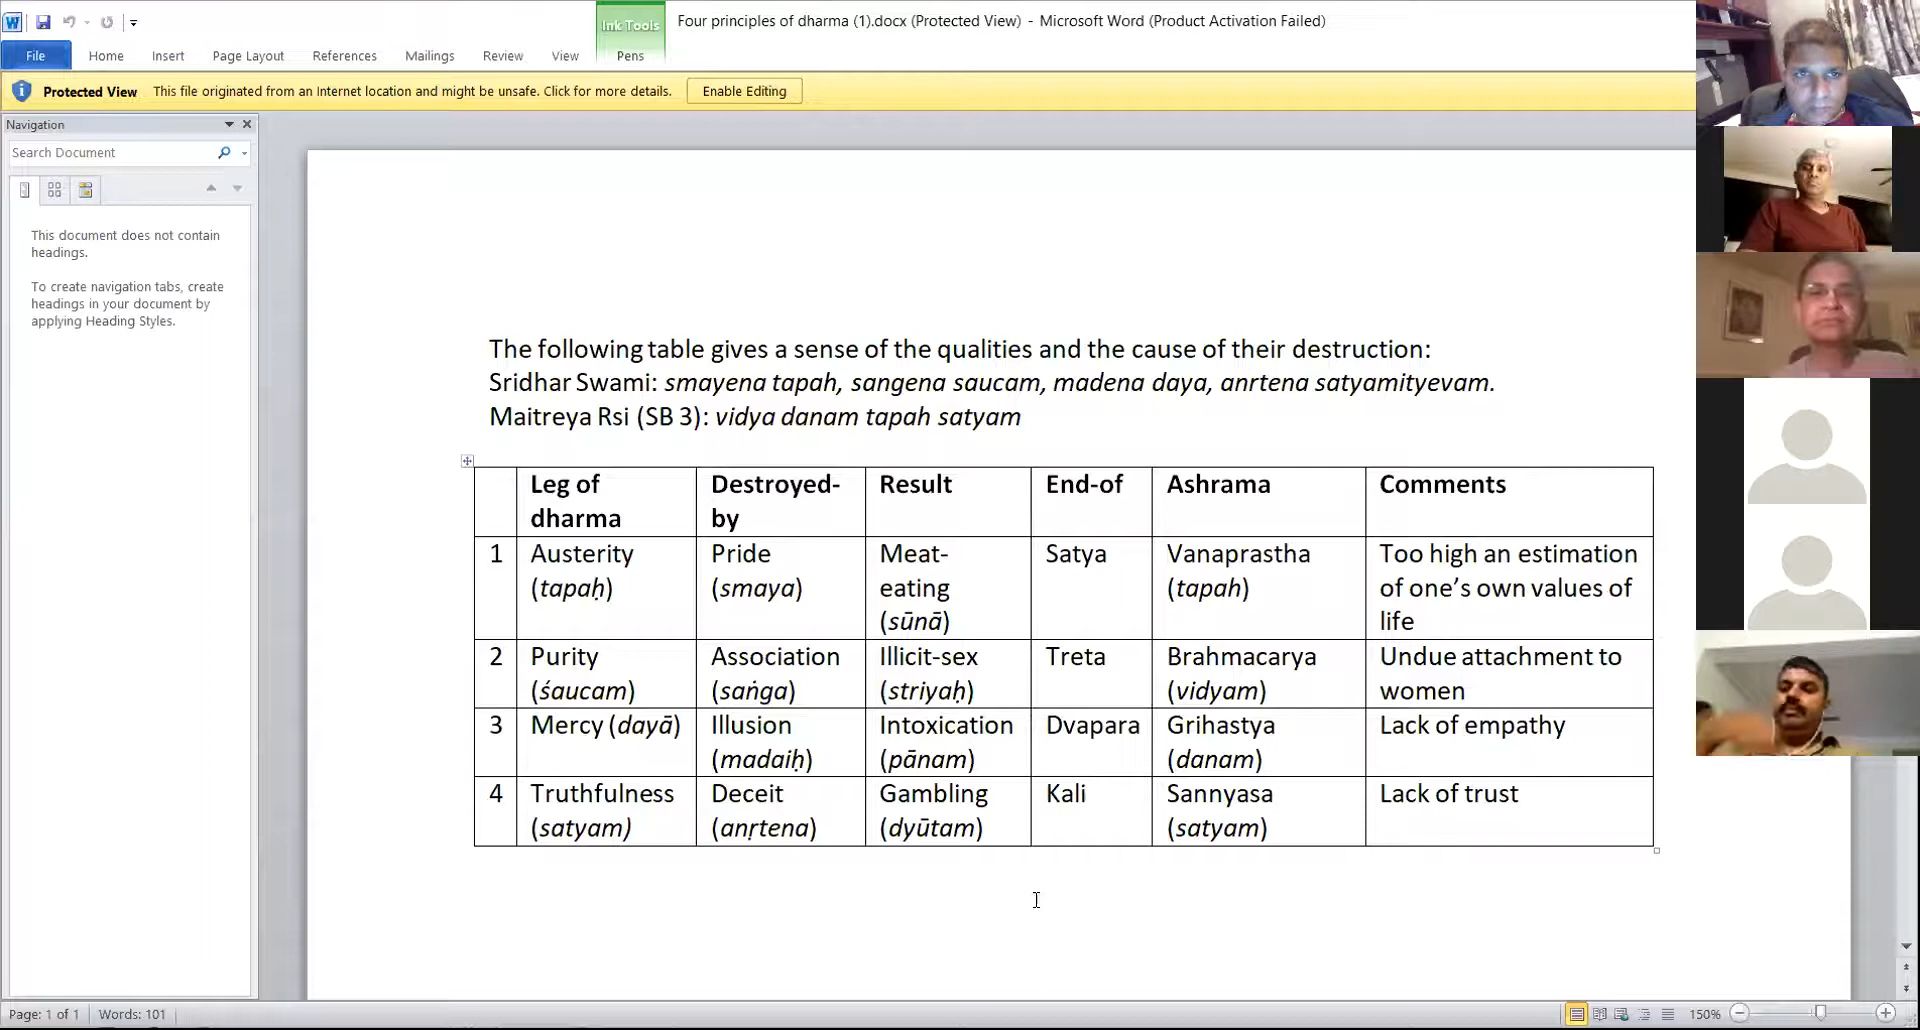 Ink Tools
Four principles of dharma (1).docx (Protected View) - Microsoft Word (Product Activation Failed)
File Home Insert Page Layout References Mailings Review View Pens
Protected View This file originated from an Internet location and might be unsafe. Click for more details. Enable Editing
Navigation
Search Document
This document does not contain
headings.
To create navigation tabs, create
headings in your document by
applying Heading Styles.
The following table gives a sense of the qualities and the cause of their destruction:
Sridhar Swami: smayena tapah, sangena saucam, madena daya, anrtena satyamityevam.
Maitreya Rsi (SB 3): vidya danam tapah satyam
Leg of Destroyed- Result End-of Ashrama Comments
dharma by
1 Austerity Pride Meat- Satya Vanaprastha Too high an estimation
(tapaḥ) (smaya) eating (tapah) of one’s own values of
(sūnā) life
2 Purity Association Illicit-sex Treta Brahmacarya Undue attachment to
(śaucam) (saṅga) (striyaḥ) (vidyam) women
3 Mercy (dayā) Illusion Intoxication Dvapara Grihastya Lack of empathy
(madaiḥ) (pānam) (danam)
4 Truthfulness Deceit Gambling Kali Sannyasa Lack of trust
(satyam) (anṛtena) (dyūtam) (satyam)
Page: 1 of 1 Words: 101 150%